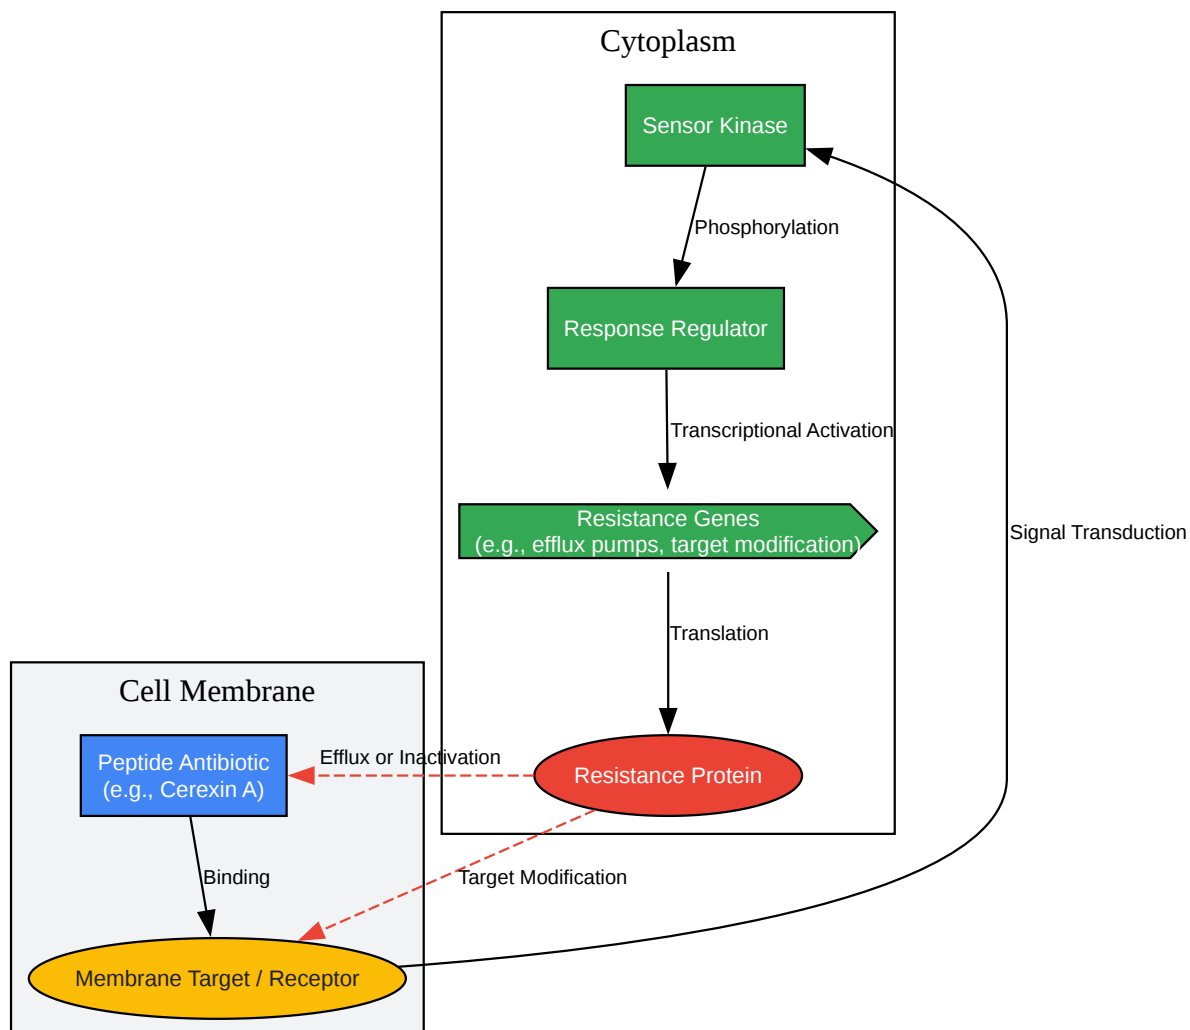 Cytoplasm
Sensor Kinase
Phosphorylation
Response Regulator
Transcriptional Activation
Resistance Genes
(e.g., efflux pumps, target modification)
Signal Transduction
Translation
Cell Membrane
Peptide Antibiotic
(e.g., Cerexin A)
Efflux or Inactivation
Resistance Protein
Binding
Target Modification
Membrane Target / Receptor